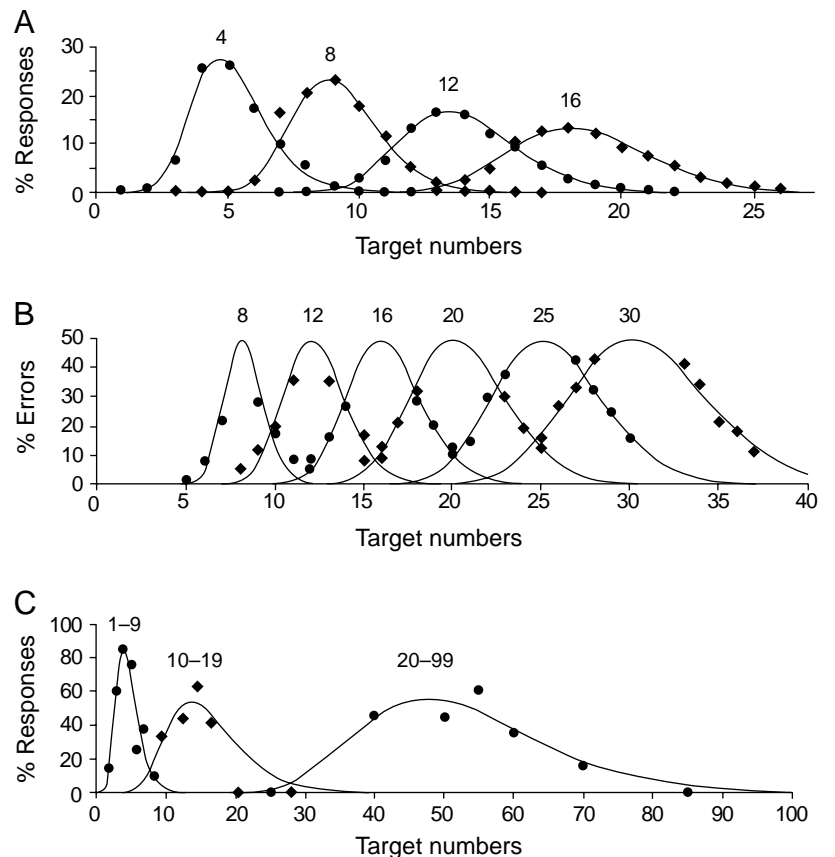 A
4
8
12
16
% Responses
30
20
10
0
0 5 10 15 20 25
Target numbers
B
8 12 16 20 25 30
% Errors
50
40
30
20
10
0
0 5 10 15 20 25 30 35 40
Target numbers
C
1–9
10–19
20–99
% Responses
100
80
60
40
20
0
0 10 20 30 40 50 60 70 80 90 100
Target numbers